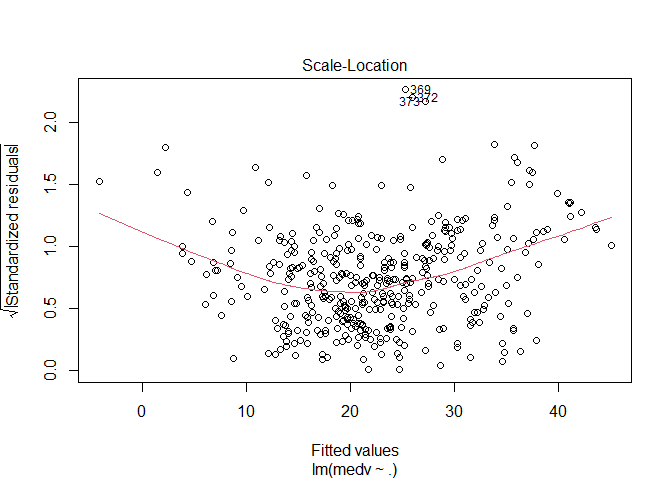 Scale-Location
369
372
373
√|Standardized residuals|
0.0 0.5 1.0 1.5 2.0
0 10 20 30 40
Fitted values
lm(medv ~ .)